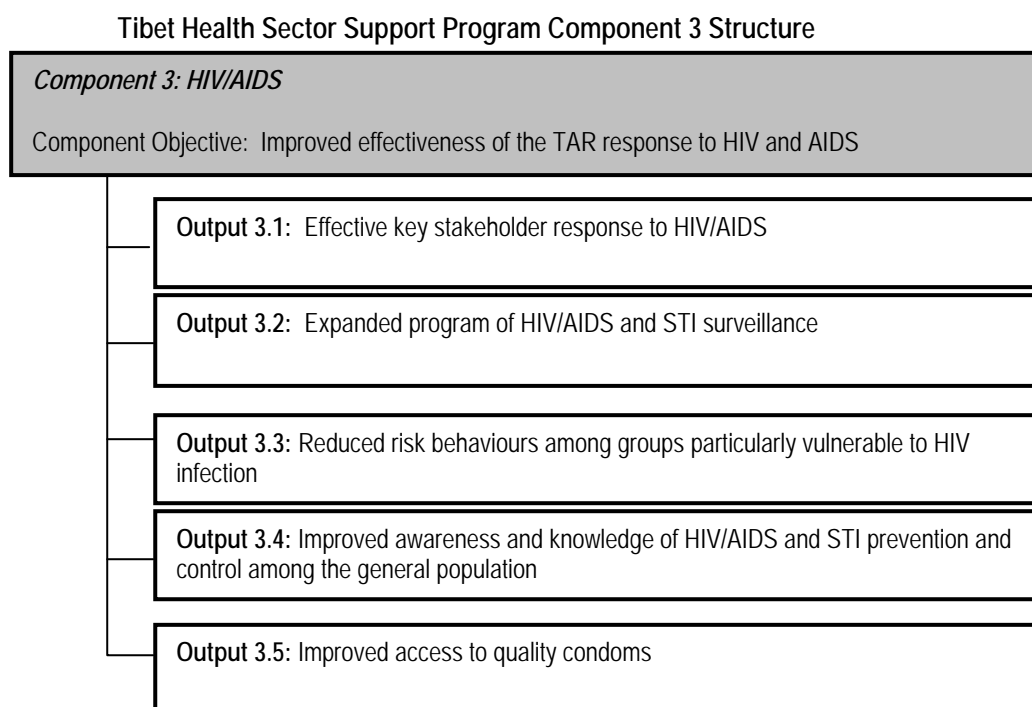 Tibet Health Sector Support Program Component 3 Structure
Component 3: HIV/AIDS
Component Objective: Improved effectiveness of the TAR response to HIV and AIDS
Output 3.1: Effective key stakeholder response to HIV/AIDS
Output 3.2: Expanded program of HIV/AIDS and STI surveillance
Output 3.3: Reduced risk behaviours among groups particularly vulnerable to HIV
infection
Output 3.4: Improved awareness and knowledge of HIV/AIDS and STI prevention and
control among the general population
Output 3.5: Improved access to quality condoms